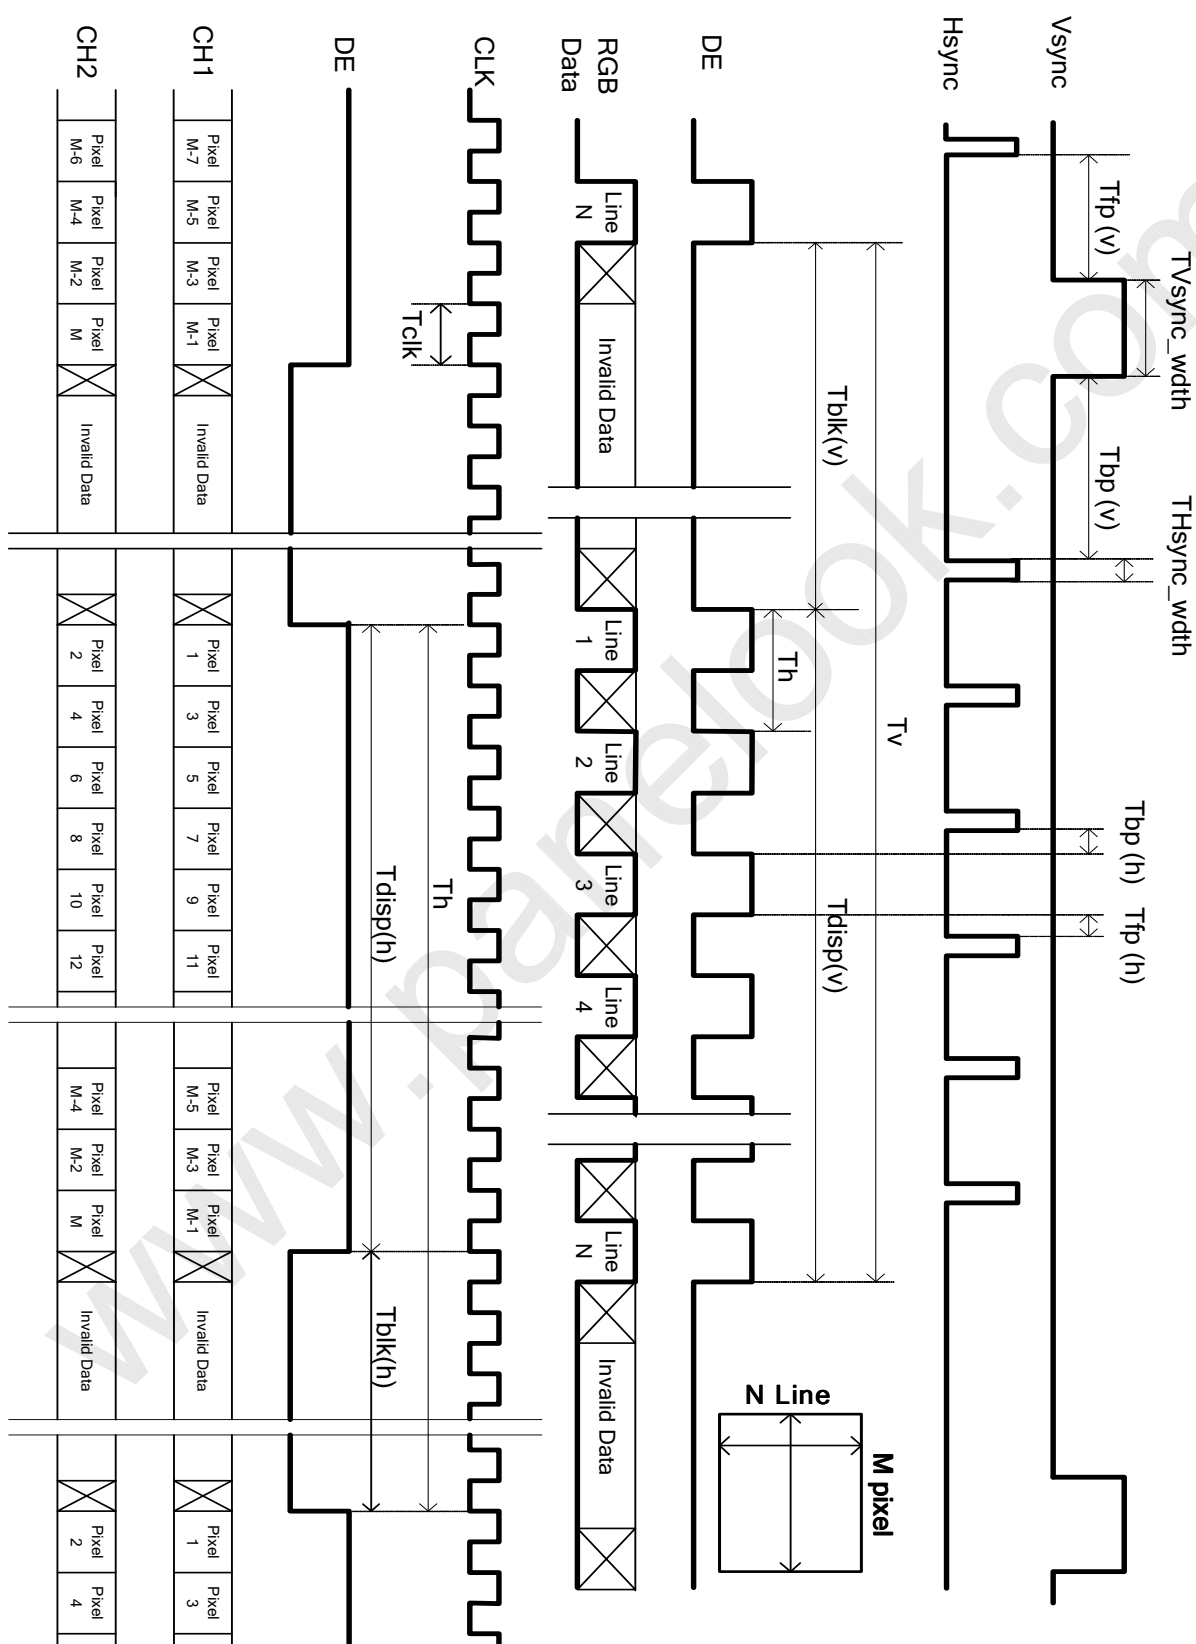 Vsync
TVsync_wdth
Tfp (v)
Tbp (v)
THsync_wdth
Hsync
Tbp (h)
Tfp (h)
Tv
Tblk(v)
Tdisp(v)
Th
DE
RGB
Data
Line
N
Invalid Data
Line
1
Line
2
Line
3
Line
4
Line
N
Invalid Data
N Line
M pixel
CLK
Tclk
Th
Tdisp(h)
Tblk(h)
DE
CH1
Pixel
M-7
Pixel
M-5
Pixel
M-3
Pixel
M-1
Invalid Data
Pixel
1
Pixel
3
Pixel
5
Pixel
7
Pixel
9
Pixel
11
Pixel
M-5
Pixel
M-3
Pixel
M-1
Invalid Data
Pixel
1
Pixel
3
CH2
Pixel
M-6
Pixel
M-4
Pixel
M-2
Pixel
M
Invalid Data
Pixel
2
Pixel
4
Pixel
6
Pixel
8
Pixel
10
Pixel
12
Pixel
M-4
Pixel
M-2
Pixel
M
Invalid Data
Pixel
2
Pixel
4
www.panelook.com